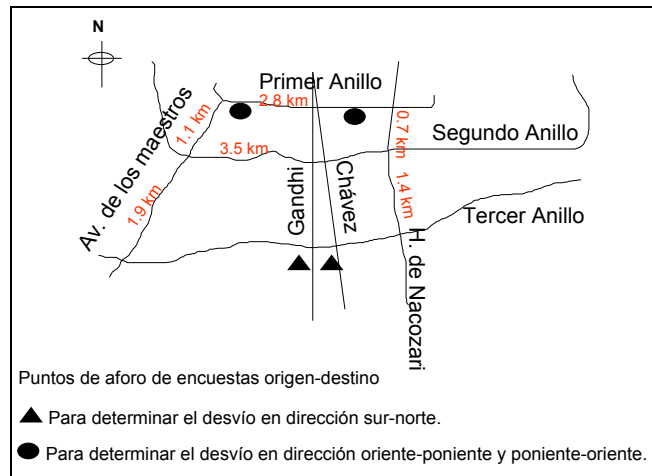 N
Primer Anillo
2.8 km
Av. de los maestros
1.1 km
0.7 km
Segundo Anillo
3.5 km
1.9 km
Gandhi
Chávez
1.4 km
Tercer Anillo
H. de Nacozari
Puntos de aforo de encuestas origen-destino
Para determinar el desvío en dirección sur-norte.
Para determinar el desvío en dirección oriente-poniente y poniente-oriente.